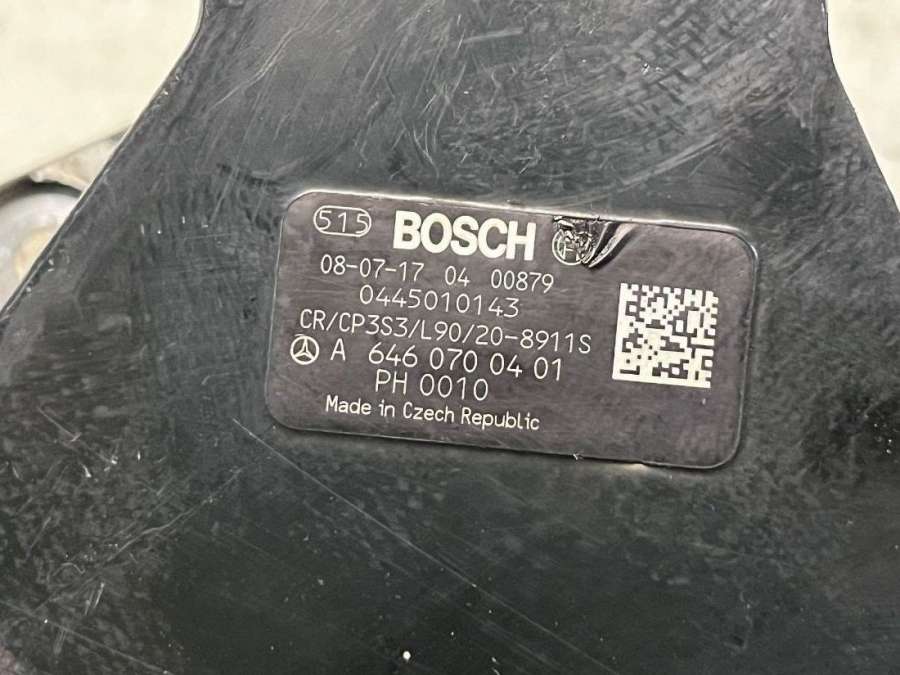 515 BOSCH
08-07-17 04 00879
0445010143
CR/CP3S3/L90/20-8911S
A 646 070 04 01
PH 0010
Made in Czech Republic